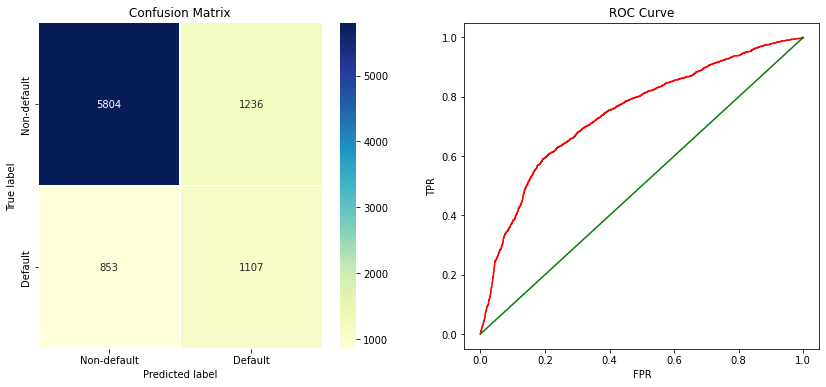 Confusion Matrix
True label
Non-default
Default
5804
1236
853
1107
Non-default
Default
Predicted label
5000
4000
3000
2000
1000
ROC Curve
TPR
1.0
0.8
0.6
0.4
0.2
0.0
0.0
0.2
0.4
0.6
0.8
1.0
FPR